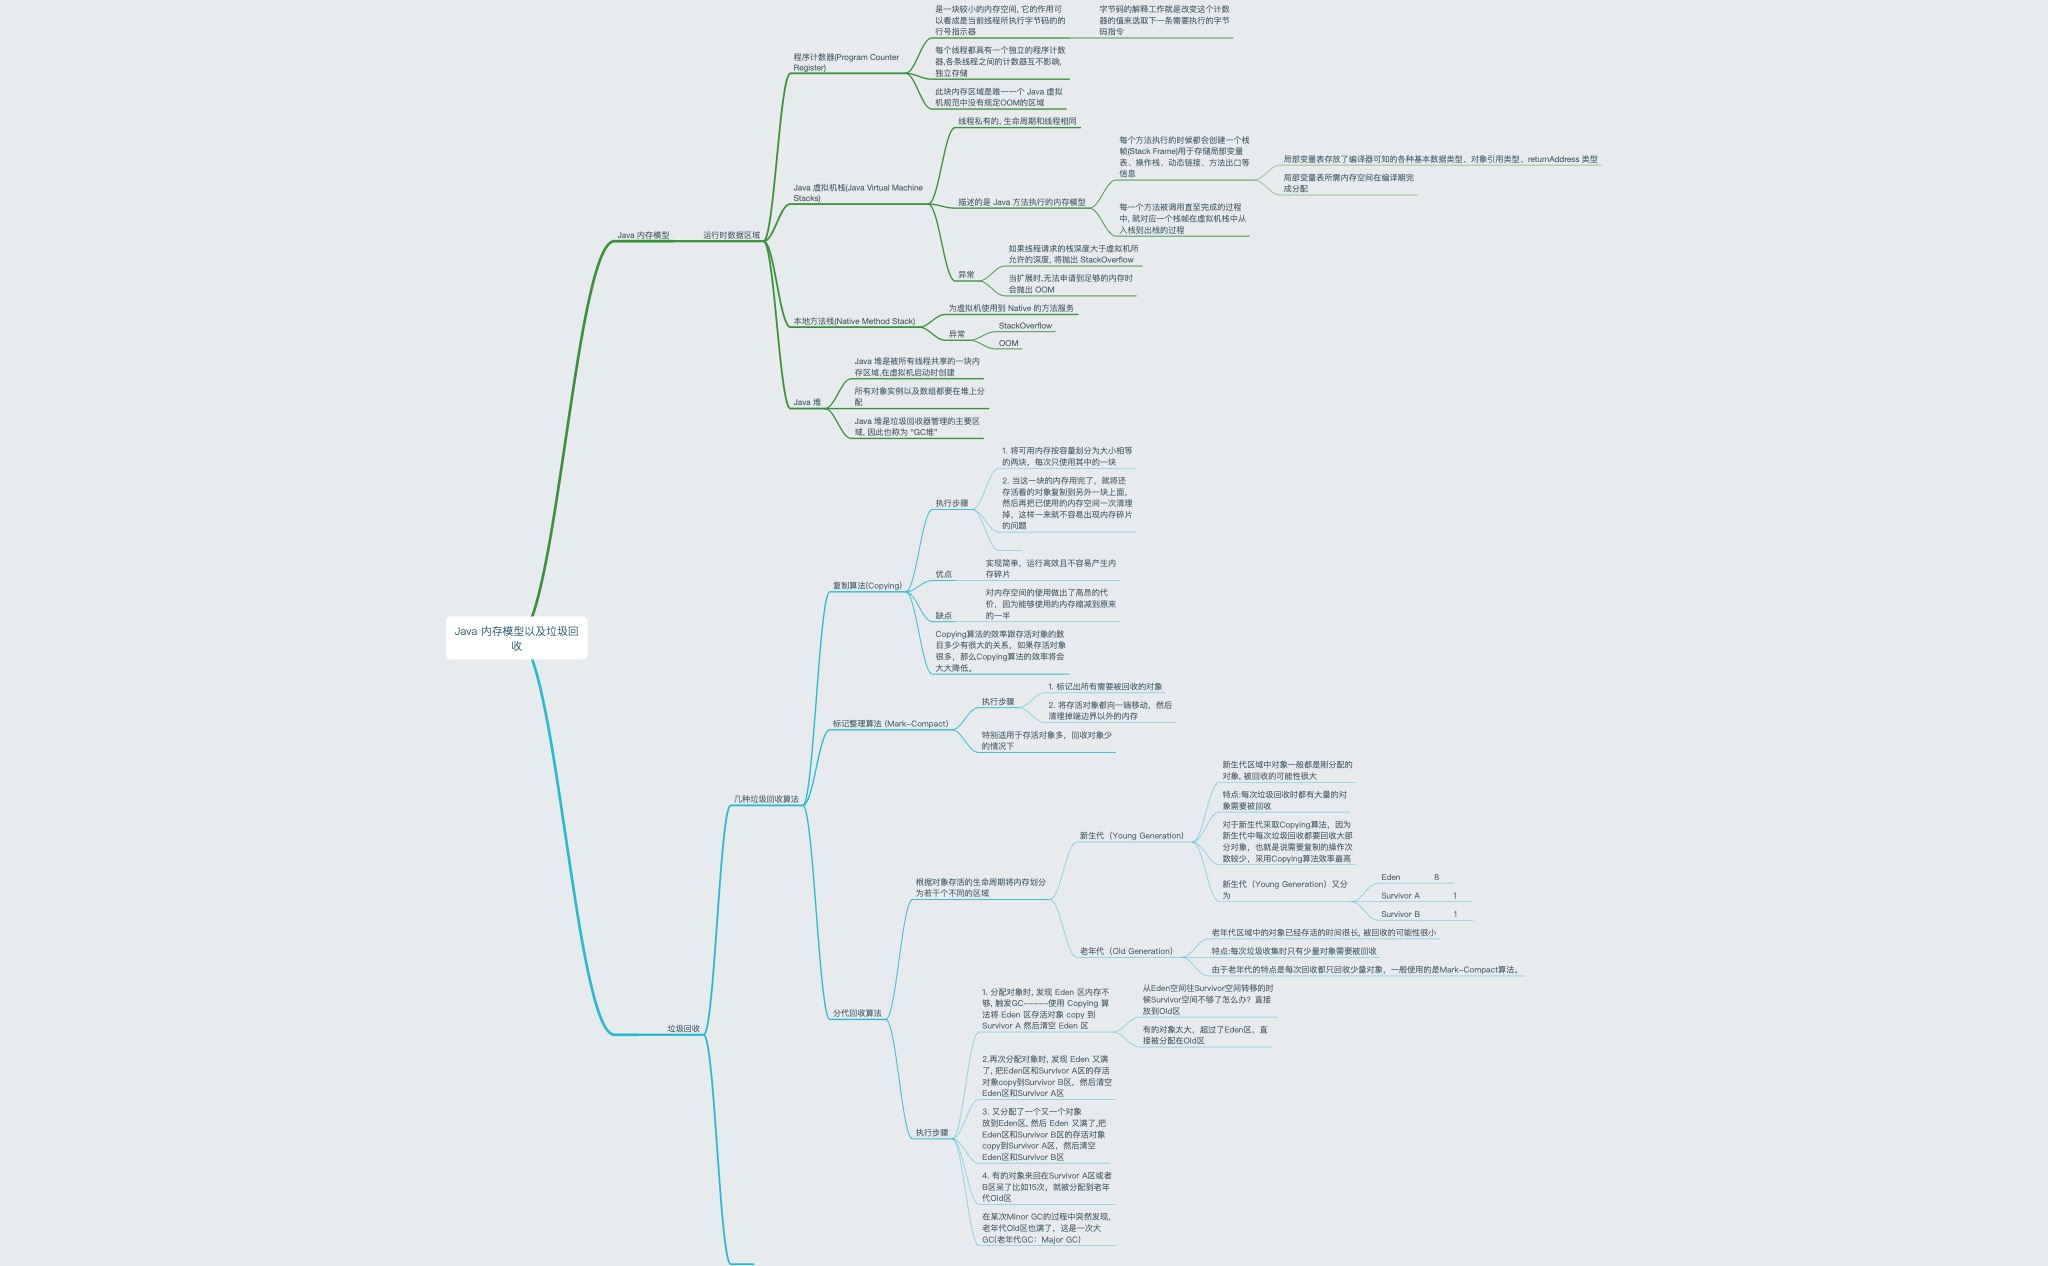 Java 内存模型以及垃圾回
收
Java 内存模型
运行时数据区域
程序计数器(Program Counter
Register)
是一块较小的内存空间, 它的作用可
以看成是当前线程所执行字节码的的
行号指示器
字节码的解释工作就是改变这个计数
器的值来选取下一条需要执行的字节
码指令
每个线程都具有一个独立的程序计数
器,各条线程之间的计数器互不影响,
独立存储
此块内存区域是唯一一个 Java 虚拟
机规范中没有规定OOM的区域
Java 虚拟机栈(Java Virtual Machine
Stacks)
线程私有的, 生命周期和线程相同
描述的是 Java 方法执行的内存模型
每个方法执行的时候都会创建一个栈
帧(Stack Frame)用于存储局部变量
表、操作栈、动态链接、方法出口等
信息
局部变量表存放了编译器可知的各种基本数据类型、对象引用类型、returnAddress 类型
局部变量表所需内存空间在编译期完
成分配
每一个方法被调用直至完成的过程
中, 就对应一个栈帧在虚拟机栈中从
入栈到出栈的过程
异常
如果线程请求的栈深度大于虚拟机所
允许的深度, 将抛出 StackOverflow
当扩展时,无法申请到足够的内存时
会抛出 OOM
本地方法栈(Native Method Stack)
为虚拟机使用到 Native 的方法服务
异常
StackOverflow
OOM
Java 堆
Java 堆是被所有线程共享的一块内
存区域,在虚拟机启动时创建
所有对象实例以及数组都要在堆上分
配
Java 堆是垃圾回收器管理的主要区
域, 因此也称为 “GC堆”
垃圾回收
几种垃圾回收算法
复制算法(Copying)
执行步骤
1. 将可用内存按容量划分为大小相等
的两块，每次只使用其中的一块
2. 当这一块的内存用完了，就将还
存活着的对象复制到另外一块上面，
然后再把已使用的内存空间一次清理
掉，这样一来就不容易出现内存碎片
的问题
优点
实现简单，运行高效且不容易产生内
存碎片
缺点
对内存空间的使用做出了高昂的代
价，因为能够使用的内存缩减到原来
的一半
Copying算法的效率跟存活对象的数
目多少有很大的关系，如果存活对象
很多，那么Copying算法的效率将会
大大降低。
标记整理算法 (Mark-Compact)
执行步骤
1. 标记出所有需要被回收的对象
2. 将存活对象都向一端移动，然后
清理掉端边界以外的内存
特别适用于存活对象多，回收对象少
的情况下
分代回收算法
根据对象存活的生命周期将内存划分
为若干个不同的区域
新生代（Young Generation）
新生代区域中对象一般都是刚分配的
对象, 被回收的可能性很大
特点:每次垃圾回收时都有大量的对
象需要被回收
对于新生代采取Copying算法，因为
新生代中每次垃圾回收都要回收大部
分对象，也就是说需要复制的操作次
数较少，采用Copying算法效率最高
新生代（Young Generation）又分
为
Eden 8
Survivor A 1
Survivor B 1
老年代（Old Generation）
老年代区域中的对象已经存活的时间很长, 被回收的可能性很小
特点:每次垃圾收集时只有少量对象需要被回收
由于老年代的特点是每次回收都只回收少量对象，一般使用的是Mark-Compact算法。
执行步骤
1. 分配对象时, 发现 Eden 区内存不
够, 触发GC-----使用 Copying 算
法将 Eden 区存活对象 copy 到
Survivor A 然后清空 Eden 区
从Eden空间往Survivor空间转移的时
候Survivor空间不够了怎么办？直接
放到Old区
有的对象太大，超过了Eden区，直
接被分配在Old区
2.再次分配对象时, 发现 Eden 又满
了, 把Eden区和Survivor A区的存活
对象copy到Survivor B区，然后清空
Eden区和Survivor A区
3. 又分配了一个又一个对象
放到Eden区, 然后 Eden 又满了,把
Eden区和Survivor B区的存活对象
copy到Survivor A区，然后清空
Eden区和Survivor B区
4. 有的对象来回在Survivor A区或者
B区呆了比如15次，就被分配到老年
代Old区
在某次Minor GC的过程中突然发现,
老年代Old区也满了，这是一次大
GC(老年代GC：Major GC)